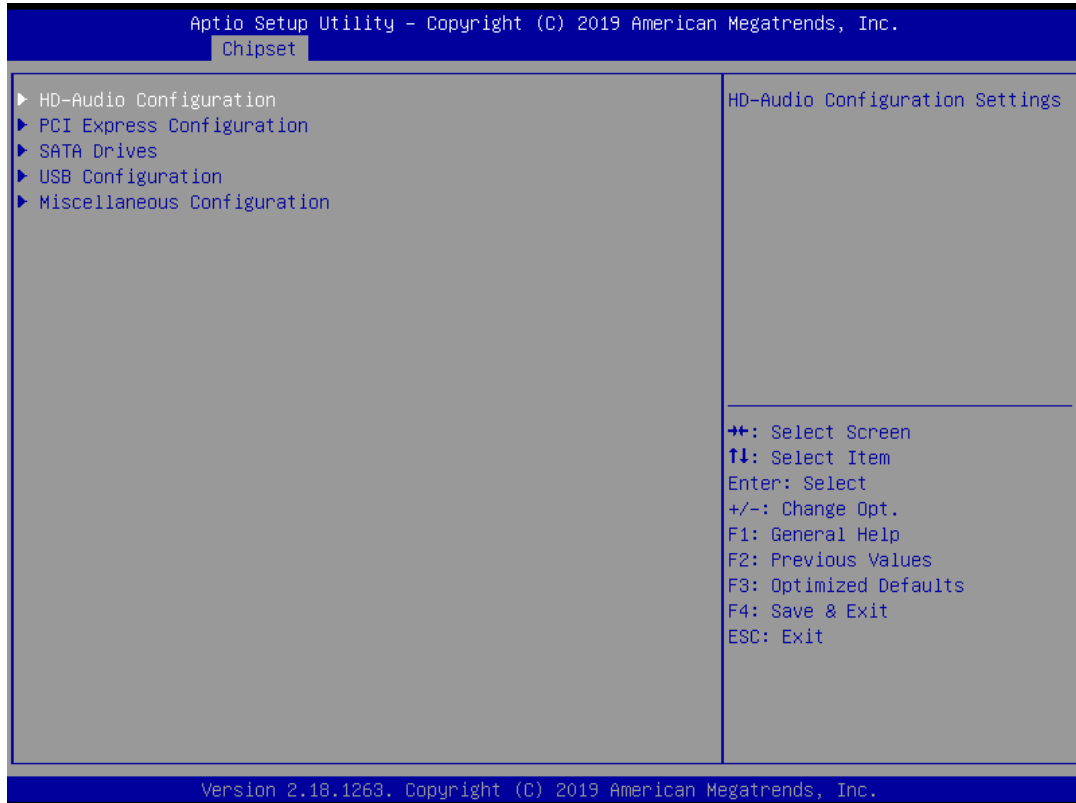 Aptio Setup Utility – Copyright (C) 2019 American Megatrends, Inc.
Chipset
▶ HD-Audio Configuration
▶ PCI Express Configuration
▶ SATA Drives
▶ USB Configuration
▶ Miscellaneous Configuration
HD-Audio Configuration Settings
→←: Select Screen
↑↓: Select Item
Enter: Select
+/-: Change Opt.
F1: General Help
F2: Previous Values
F3: Optimized Defaults
F4: Save & Exit
ESC: Exit
Version 2.18.1263. Copyright (C) 2019 American Megatrends, Inc.